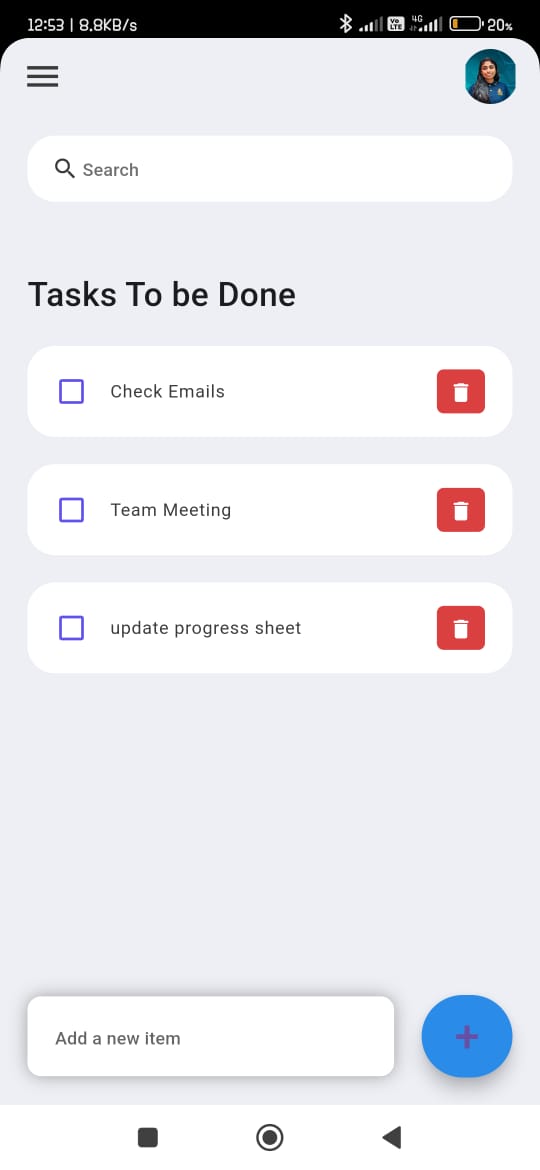 12:53 | 8.8KB/s Vo LTE 4G 20%
Search
Tasks To be Done
Check Emails
Team Meeting
update progress sheet
Add a new item